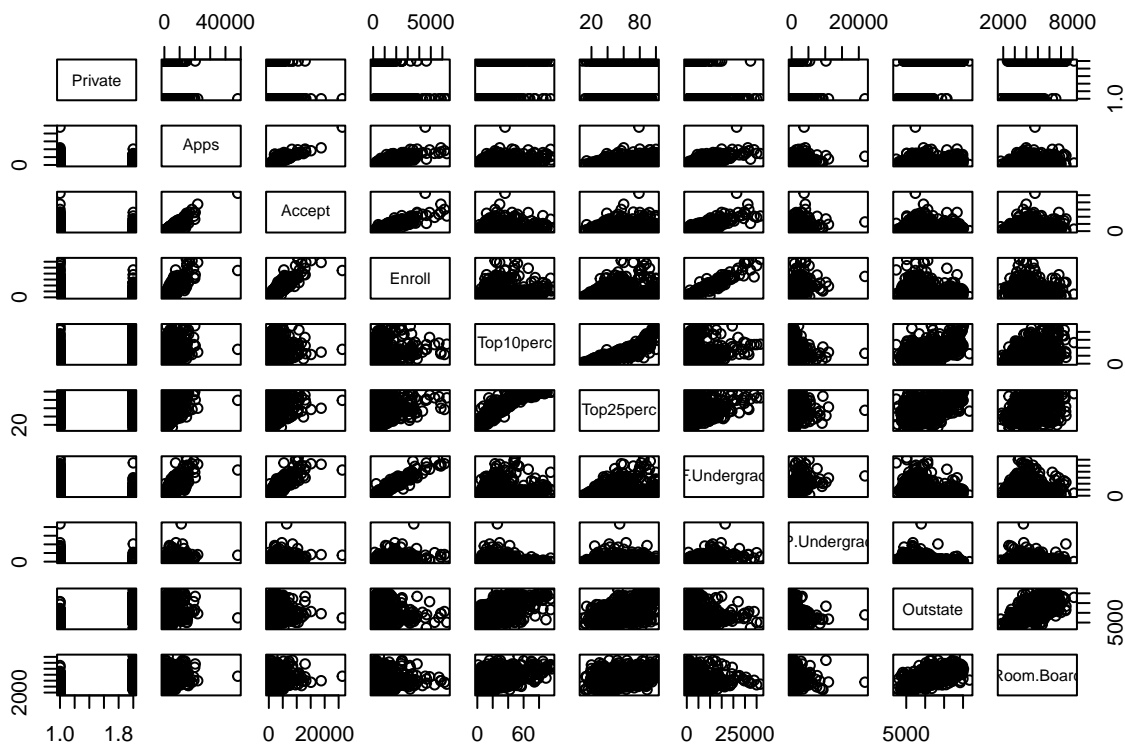 0 40000 0 5000 20 80 0 20000 2000 8000
Private 1.0
0 Apps
Accept 0
0 Enroll
Top10perc 0
20 Top25perc
F.Undergrad 0
0 P.Undergrad
Outstate 5000
2000 Room.Board
1.0 1.8 0 20000 0 60 0 25000 5000